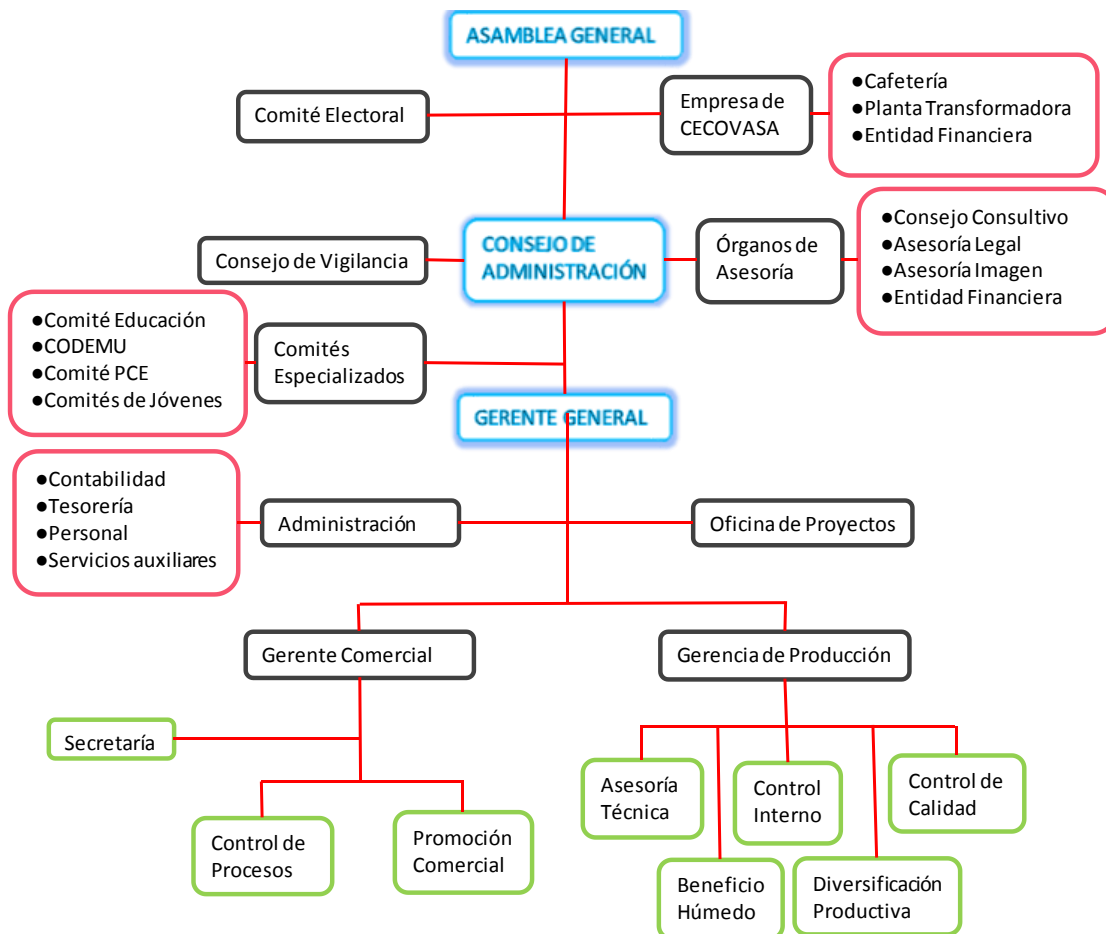 ASAMBLEA GENERAL
Comité Electoral
Empresa de
CECOVASA
●Cafetería
●Planta Transformadora
●Entidad Financiera
Consejo de Vigilancia
CONSEJO DE
ADMINISTRACIÓN
Órganos de
Asesoría
●Consejo Consultivo
●Asesoría Legal
●Asesoría Imagen
●Entidad Financiera
●Comité Educación
●CODEMU
●Comité PCE
●Comités de Jóvenes
Comités
Especializados
GERENTE GENERAL
●Contabilidad
●Tesorería
●Personal
●Servicios auxiliares
Administración
Oficina de Proyectos
Gerente Comercial
Gerencia de Producción
Secretaría
Control de
Procesos
Promoción
Comercial
Asesoría
Técnica
Control
Interno
Control de
Calidad
Beneficio
Húmedo
Diversificación
Productiva